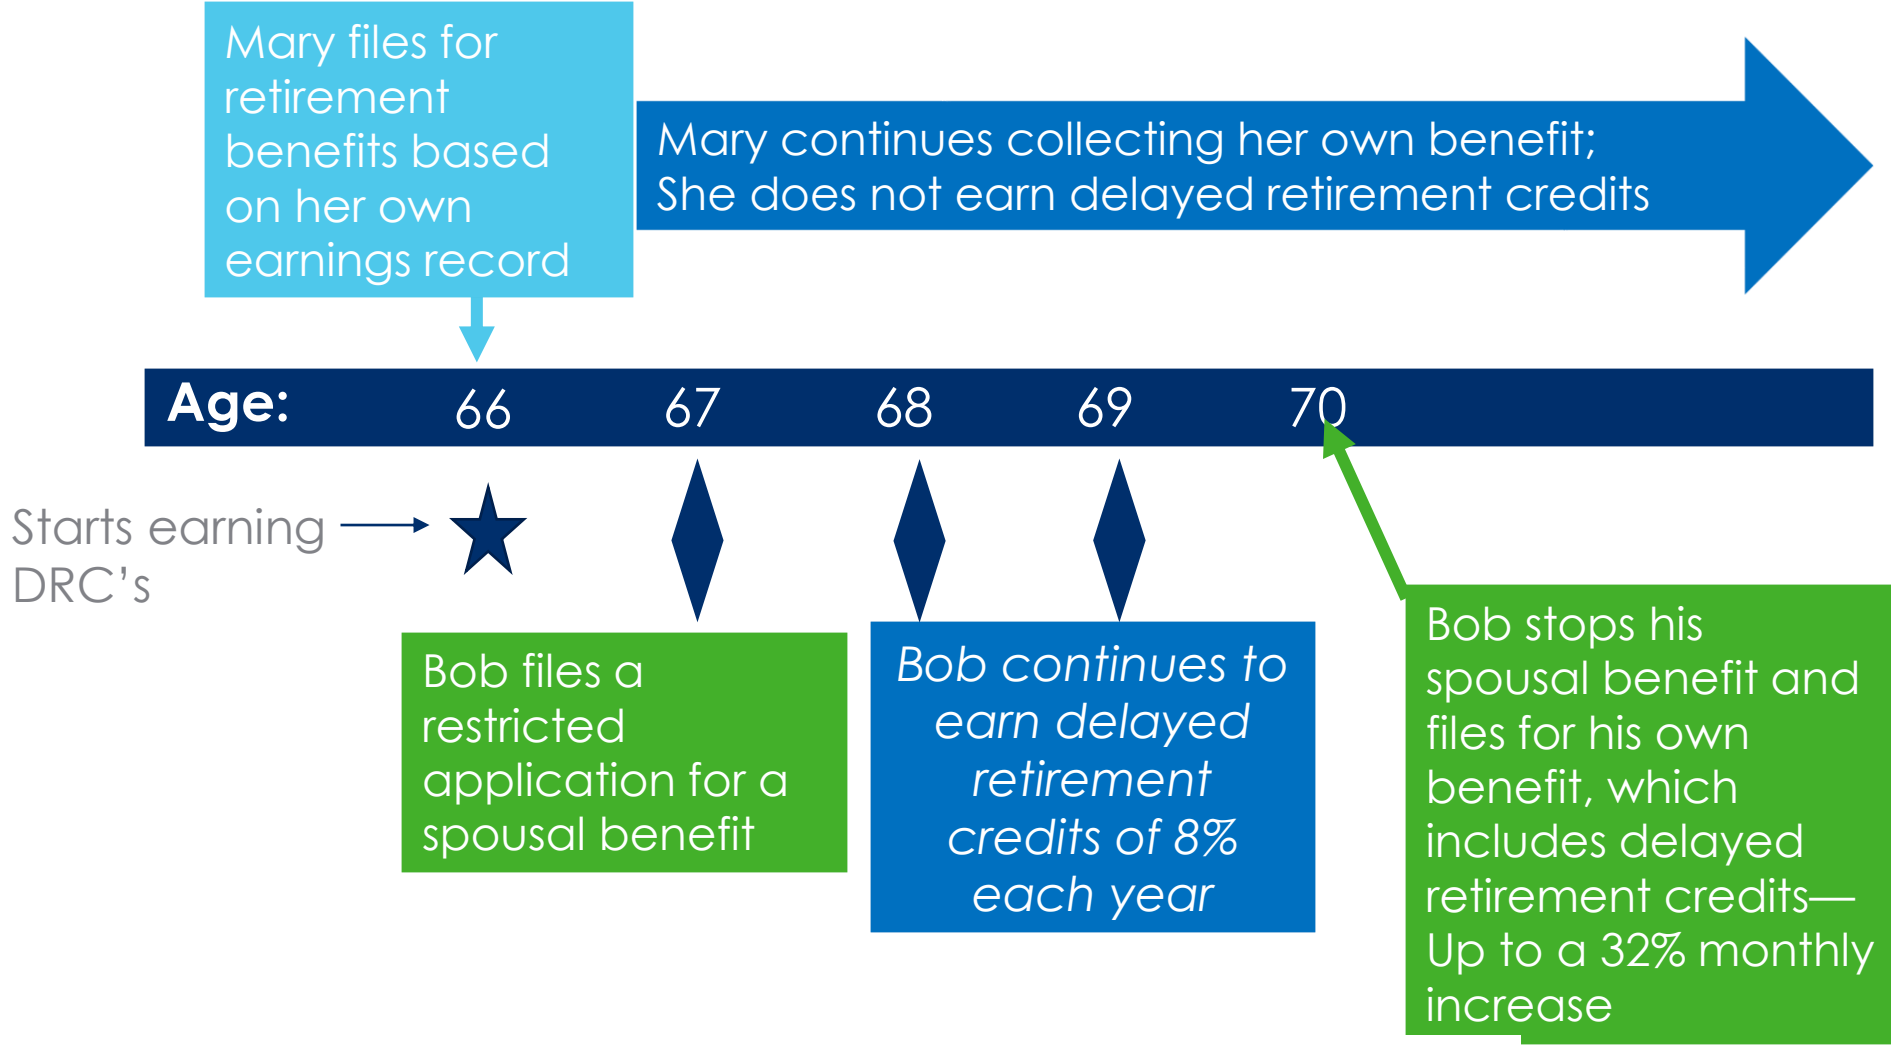 Mary files for
retirement
benefits based
on her own
earnings record
Mary continues collecting her own benefit;
She does not earn delayed retirement credits
Age: 66 67 68 69 70
Starts earning
DRC’s
Bob files a
restricted
application for a
spousal benefit
Bob continues to
earn delayed
retirement
credits of 8%
each year
Bob stops his
spousal benefit and
files for his own
benefit, which
includes delayed
retirement credits—
Up to a 32% monthly
increase